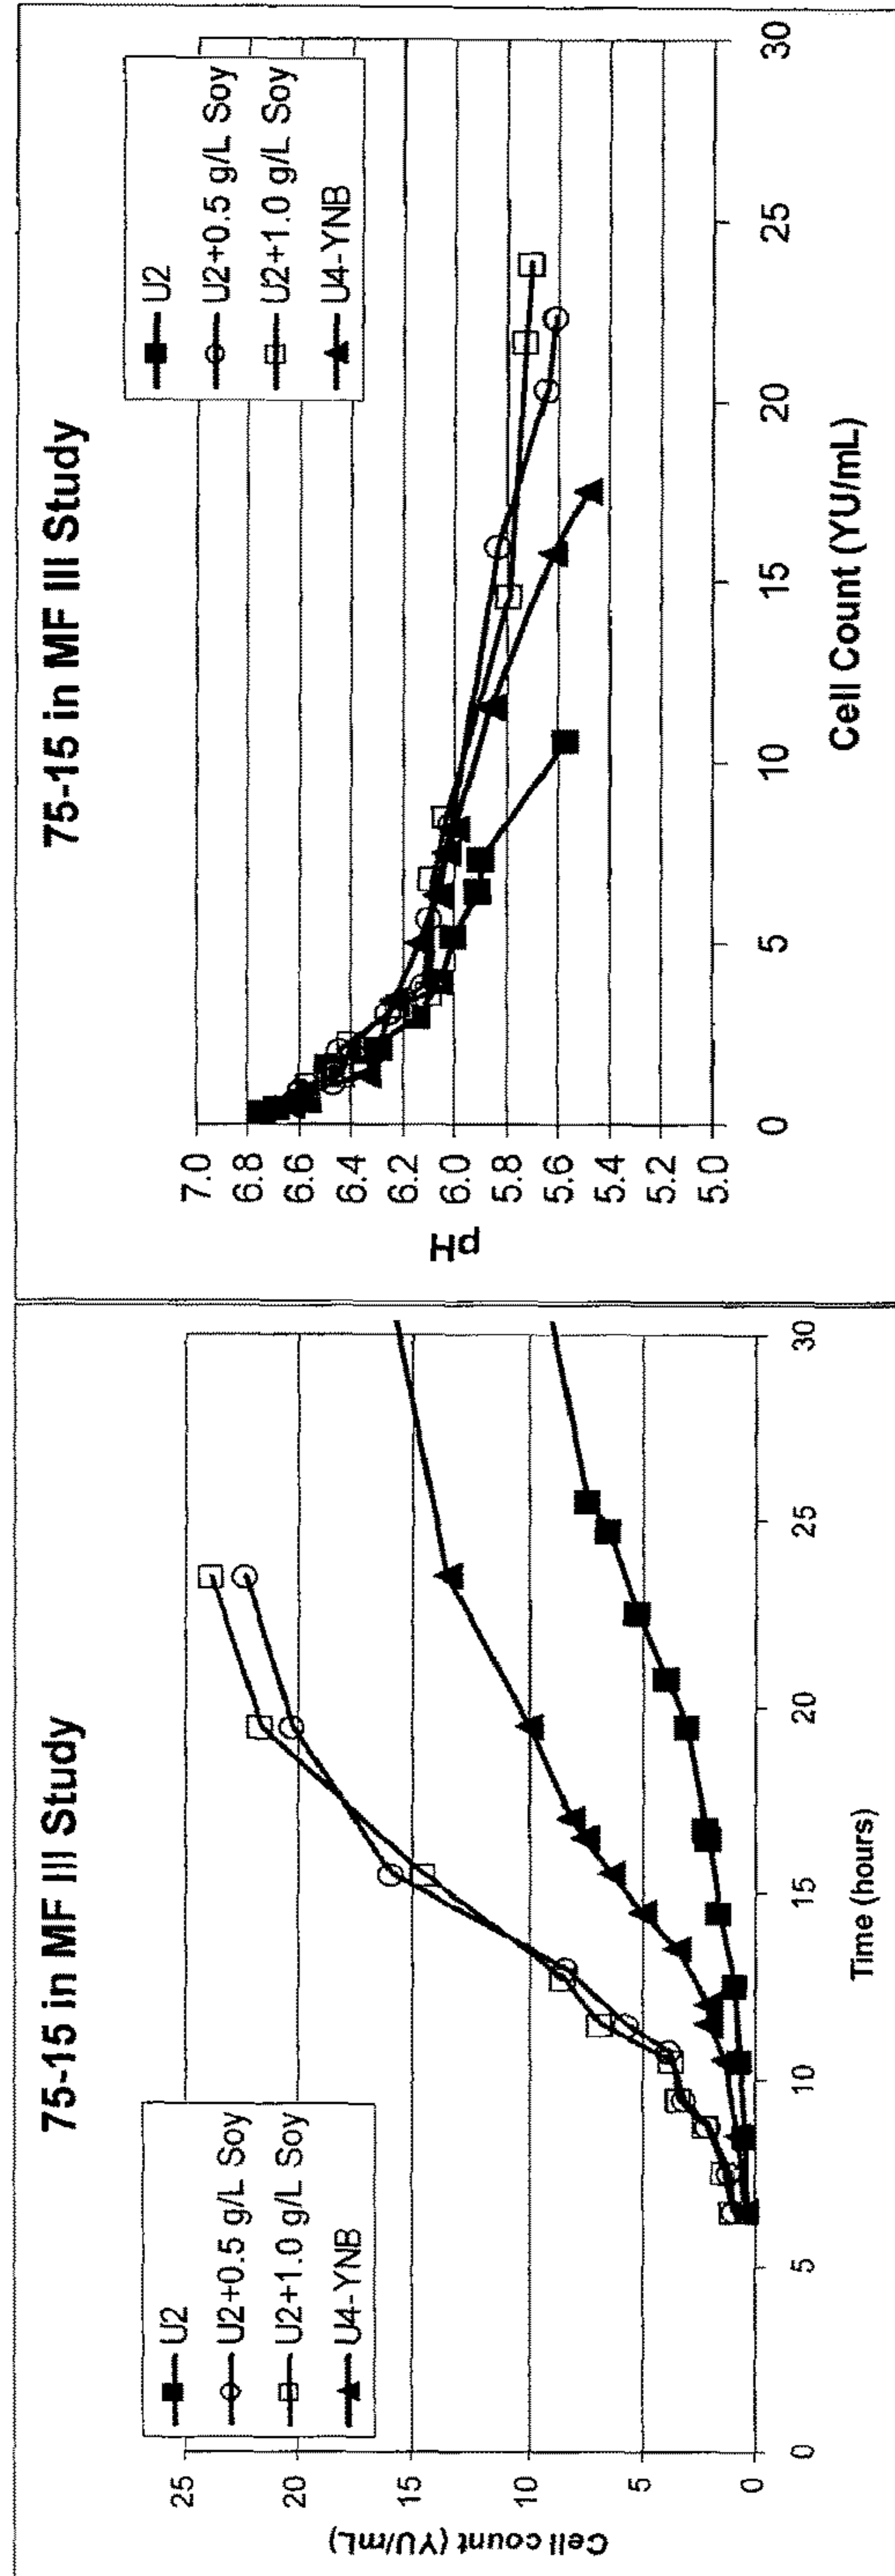 75-15 in MF III Study
U2
U2+0.5 g/L Soy
U2+1.0 g/L Soy
U4-YNB
Cell count (YU/mL)
25
20
15
10
5
0
0
5
10
15
20
25
30
Time (hours)
75-15 in MF III Study
U2
U2+0.5 g/L Soy
U2+1.0 g/L Soy
U4-YNB
pH
7.0
6.8
6.6
6.4
6.2
6.0
5.8
5.6
5.4
5.2
5.0
0
5
10
15
20
25
30
Cell Count (YU/mL)